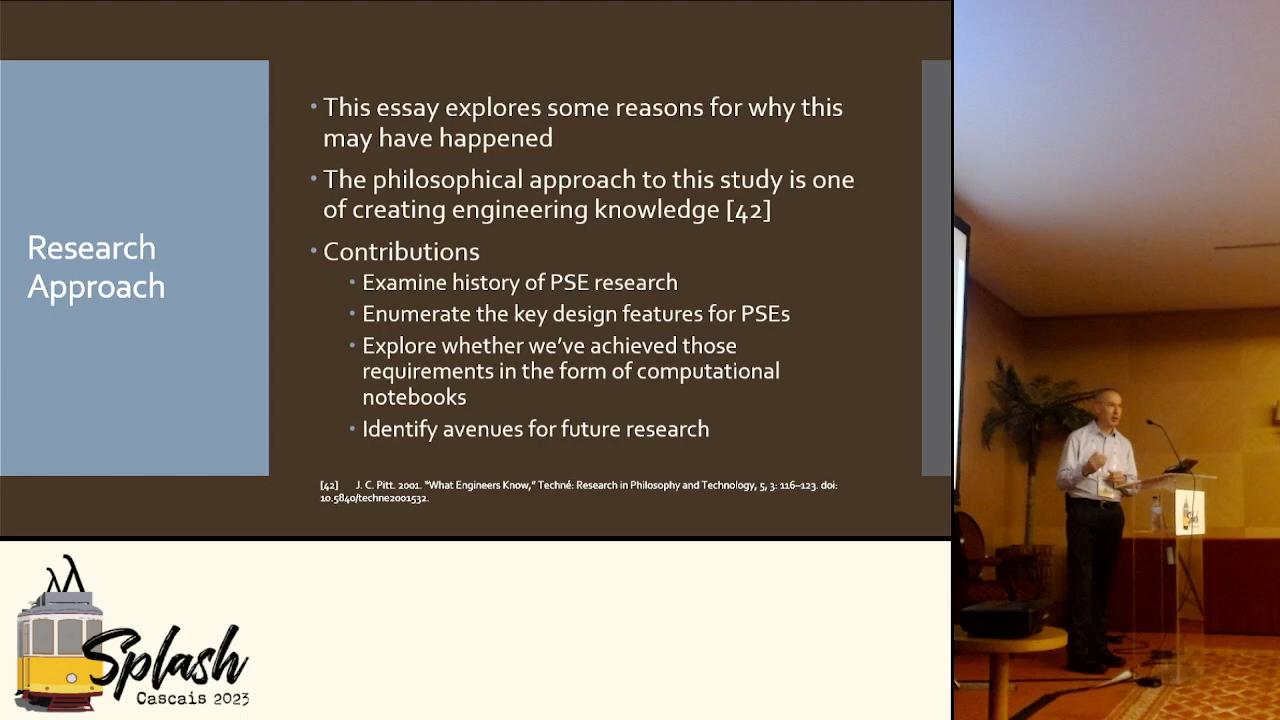 Research
Approach
• This essay explores some reasons for why this
may have happened
• The philosophical approach to this study is one
of creating engineering knowledge [42]
• Contributions
• Examine history of PSE research
• Enumerate the key design features for PSEs
• Explore whether we've achieved those
requirements in the form of computational
notebooks
• Identify avenues for future research
[42] J. C. Pitt. 2001. "What Engineers Know," Techné: Research in Philosophy and Technology, 5, 3: 116–123. doi:
10.5840/techne2001532.
Splash
Cascais 2023
Splash